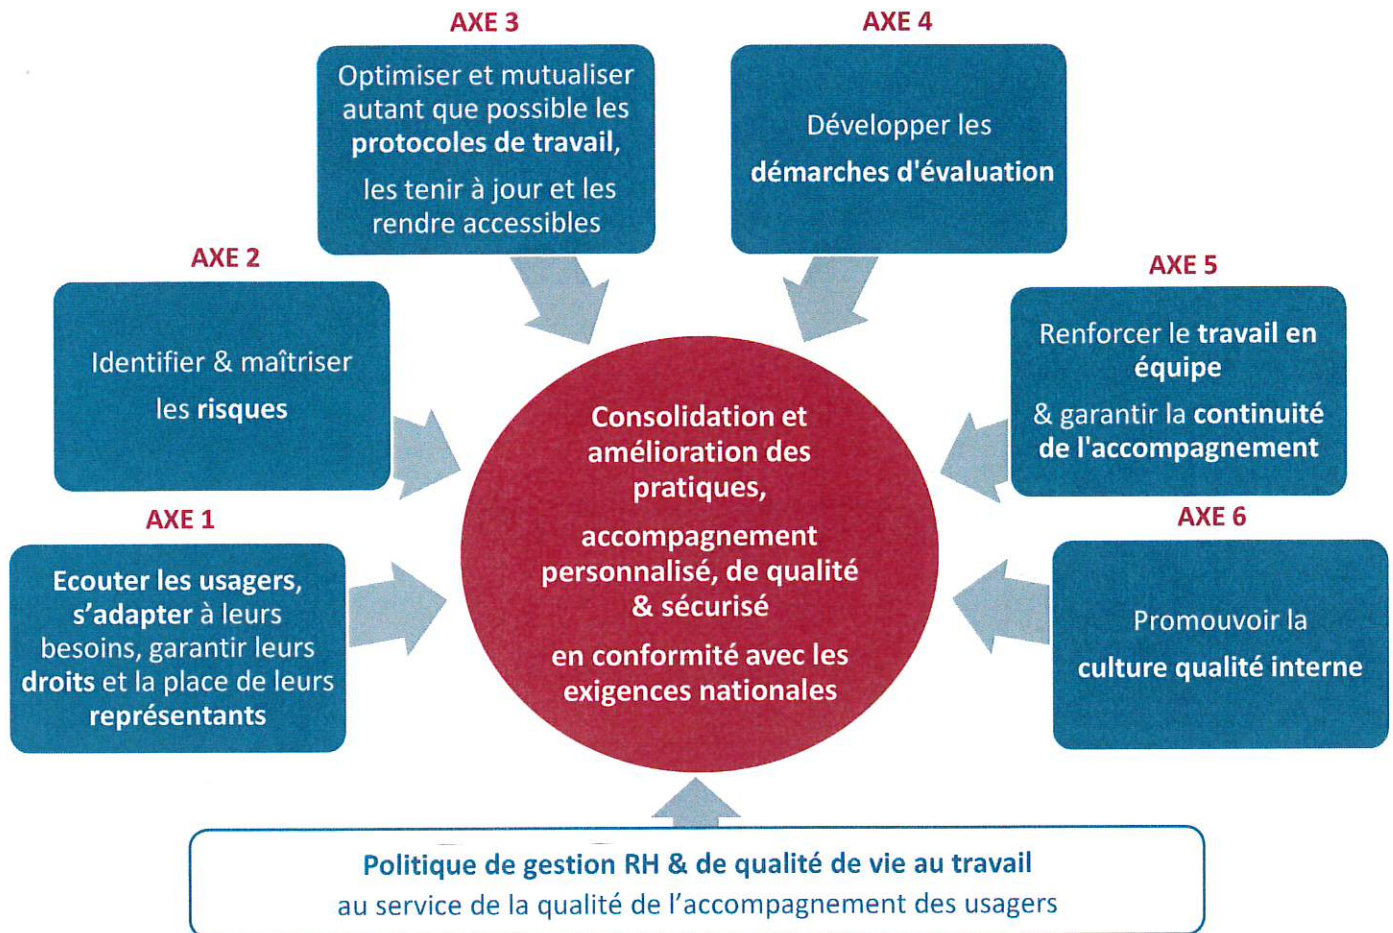 AXE 3
Optimiser et mutualiser
autant que possible les
protocoles de travail,
les tenir à jour et les
rendre accessibles
AXE 4
Développer les
démarches d'évaluation
AXE 2
Identifier & maîtriser
les risques
AXE 5
Renforcer le travail en
équipe
& garantir la continuité
de l'accompagnement
AXE 1
Ecouter les usagers,
s’adapter à leurs
besoins, garantir leurs
droits et la place de leurs
représentants
Consolidation et
amélioration des
pratiques,
accompagnement
personnalisé, de qualité
& sécurisé
en conformité avec les
exigences nationales
AXE 6
Promouvoir la
culture qualité interne
Politique de gestion RH & de qualité de vie au travail
au service de la qualité de l’accompagnement des usagers